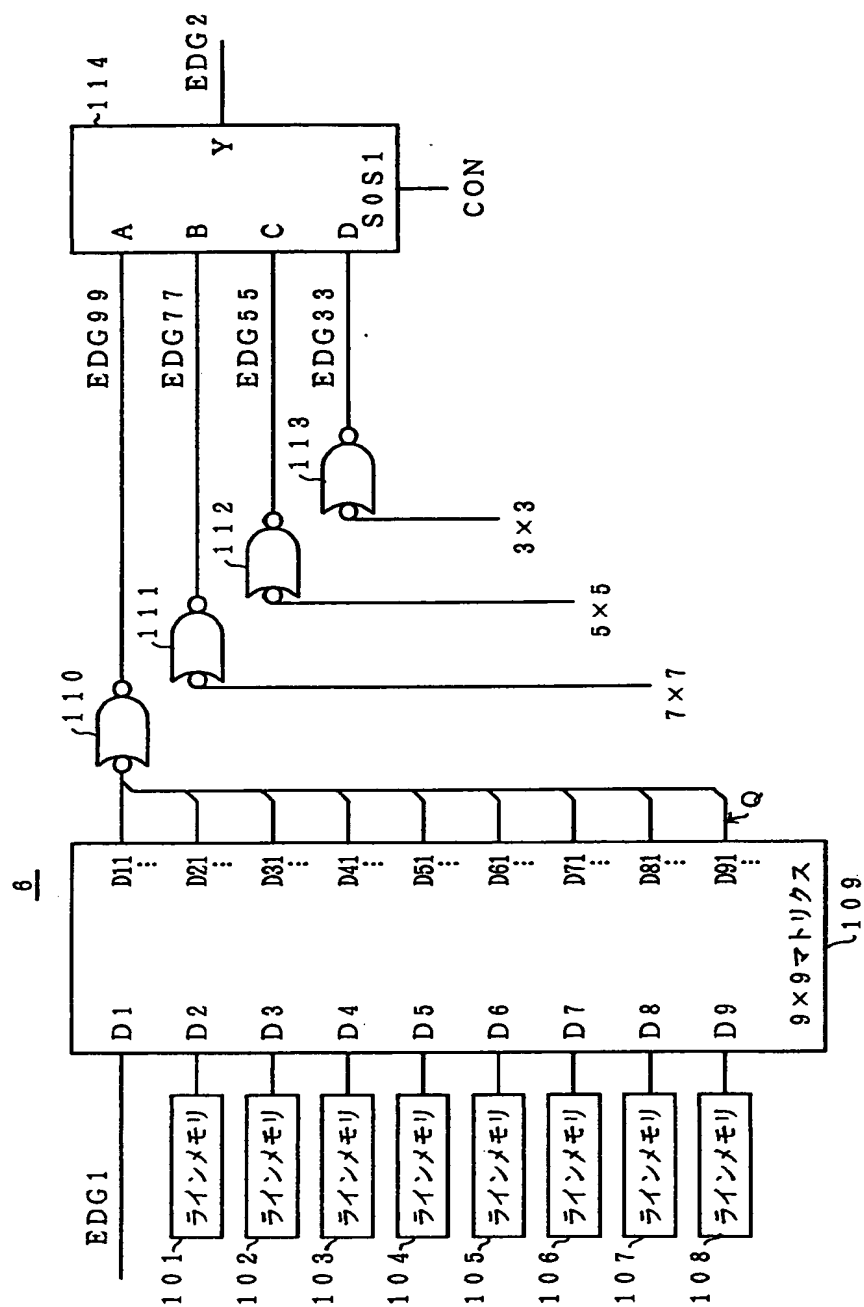 6
EDG1
101
ラインメモリ
102
ラインメモリ
103
ラインメモリ
104
ラインメモリ
105
ラインメモリ
106
ラインメモリ
107
ラインメモリ
108
ラインメモリ
D1
D2
D3
D4
D5
D6
D7
D8
D9
D11...
D21...
D31...
D41...
D51...
D61...
D71...
D81...
D91...
9×9マトリクス
109
Q
110
111
112
113
7×7
5×5
3×3
EDG99
EDG77
EDG55
EDG33
A
B
C
D
S0S1
Y
114
EDG2
CON